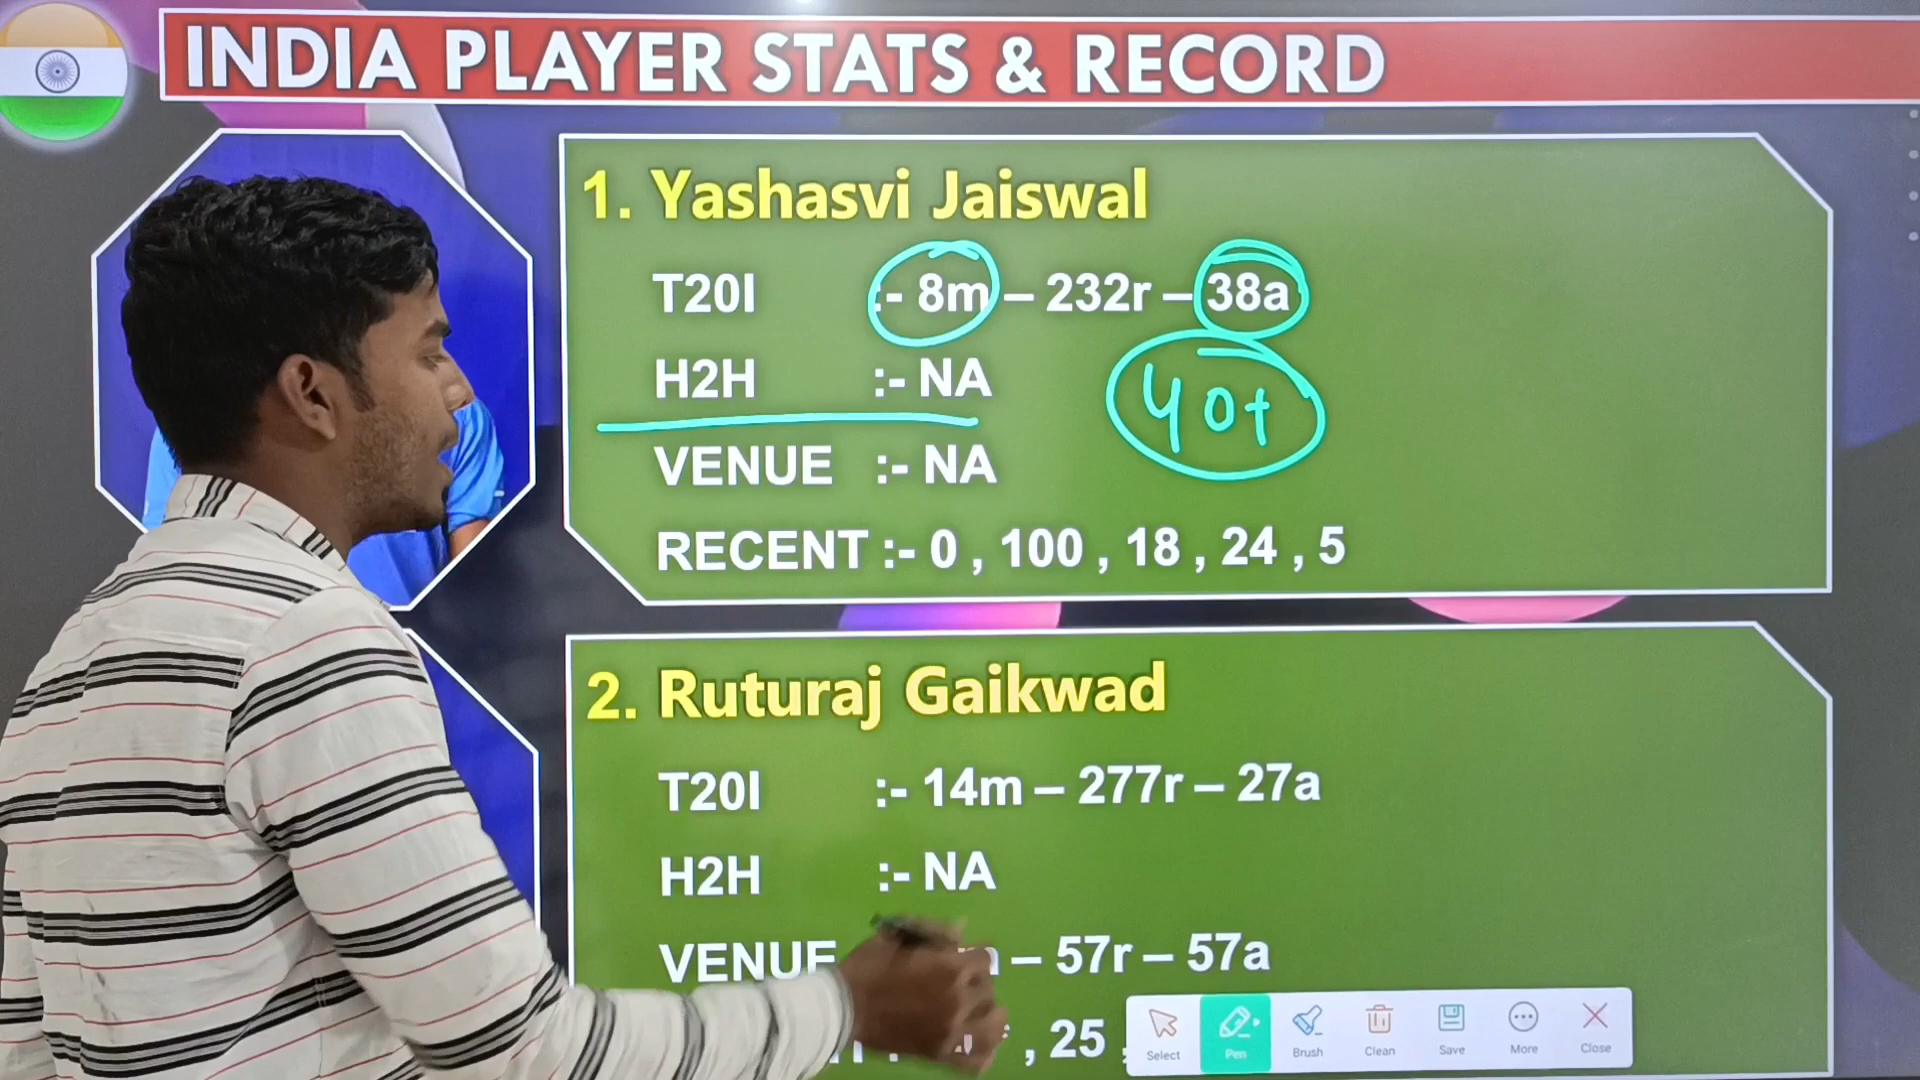 INDIA PLAYER STATS & RECORD
1. Yashasvi Jaiswal
T20I :- 8m – 232r – 38a
H2H :- NA
40+
VENUE :- NA
RECENT :- 0 , 100 , 18 , 24 , 5
2. Ruturaj Gaikwad
T20I :- 14m – 277r – 27a
H2H :- NA
VENUE – 57r – 57a
, 25
Select Pen Brush Clean Save More Close